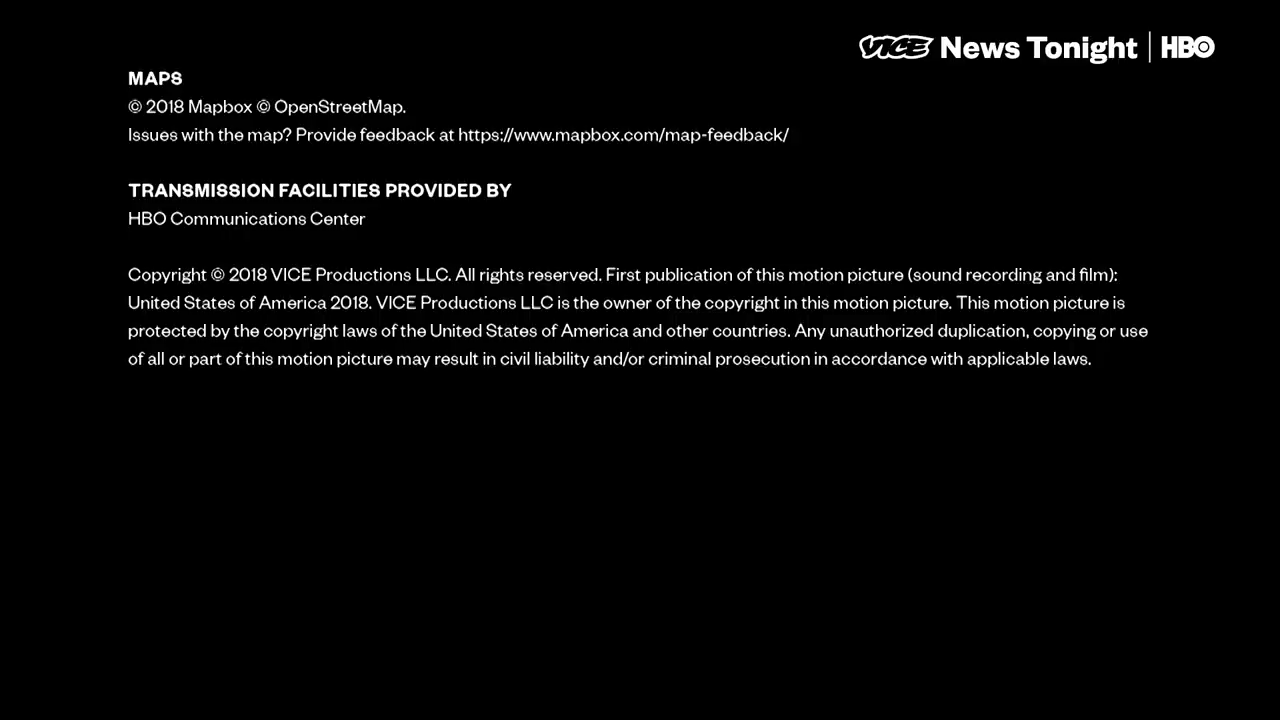 VICE News Tonight | HBO
MAPS
© 2018 Mapbox © OpenStreetMap.
Issues with the map? Provide feedback at https://www.mapbox.com/map-feedback/
TRANSMISSION FACILITIES PROVIDED BY
HBO Communications Center
Copyright © 2018 VICE Productions LLC. All rights reserved. First publication of this motion picture (sound recording and film):
United States of America 2018. VICE Productions LLC is the owner of the copyright in this motion picture. This motion picture is
protected by the copyright laws of the United States of America and other countries. Any unauthorized duplication, copying or use
of all or part of this motion picture may result in civil liability and/or criminal prosecution in accordance with applicable laws.